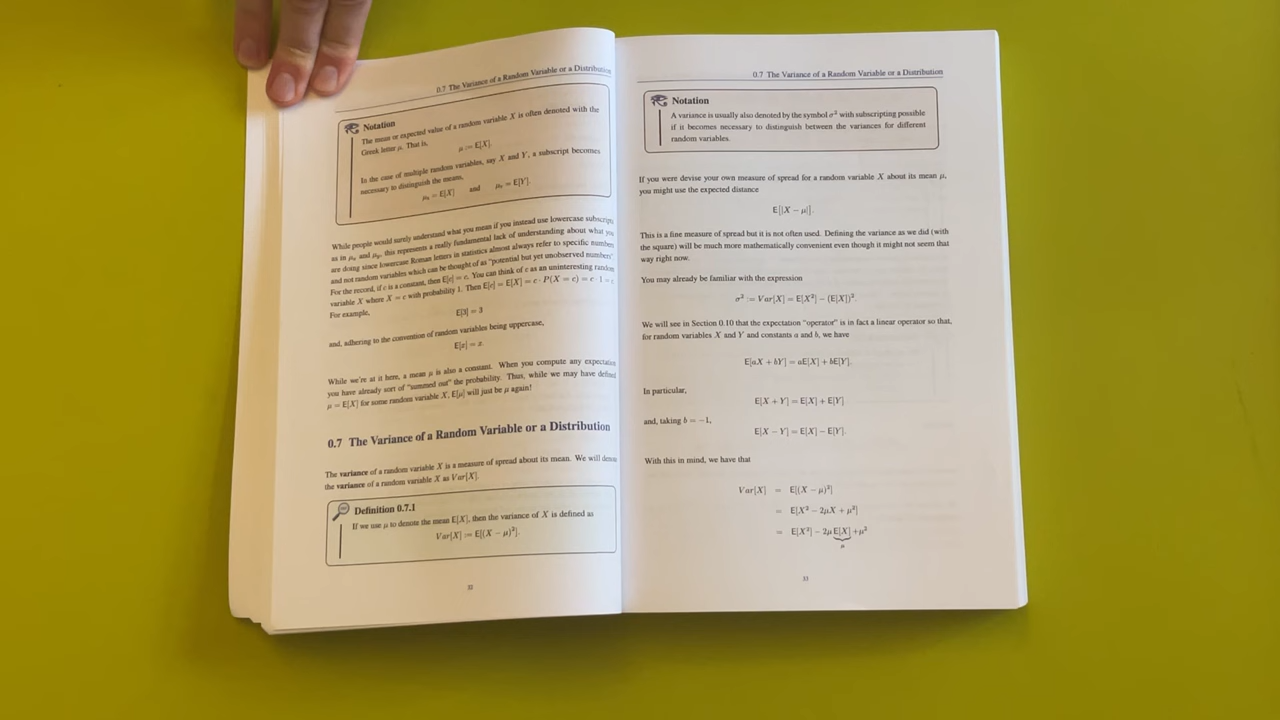 0.7 The Variance of a Random Variable or a Distribution
Notation
The mean or expected value of a random variable X is often denoted with the
Greek letter μ. That is,
μ := E[X].
In the case of multiple random variables, say X and Y, a subscript becomes
necessary to distinguish the means.
μ_X = E[X] and μ_Y = E[Y].
While people would surely understand what you mean if you instead use lowercase subscripts
as in μ_x and μ_y, this represents a really fundamental lack of understanding about what you
are doing since lowercase Roman letters in statistics almost always refer to specific numbers
and not random variables which can be thought of as "potential but yet unobserved numbers"
For the record, if c is a constant, then E[c] = c. You can think of c as an uninteresting random
variable X where X = c with probability 1. Then E[c] = E[X] = c · P(X = c) = c · 1 = c.
For example,
E[3] = 3
and, adhering to the convention of random variables being uppercase,
E[x] = x.
While we're at it here, a mean μ is also a constant. When you compute any expectation
you have already sort of "summed out" the probability. Thus, while we may have defined
μ = E[X] for some random variable X, E[μ] will just be μ again!
0.7 The Variance of a Random Variable or a Distribution
The variance of a random variable X is a measure of spread about its mean. We will denote
the variance of a random variable X as Var[X].
Definition 0.7.1
If we use μ to denote the mean E[X], then the variance of X is defined as
Var[X] := E[(X − μ)²].
32
0.7 The Variance of a Random Variable or a Distribution
Notation
A variance is usually also denoted by the symbol σ² with subscripting possible
if it becomes necessary to distinguish between the variances for different
random variables.
If you were devise your own measure of spread for a random variable X about its mean μ,
you might use the expected distance
E[|X − μ|].
This is a fine measure of spread but it is not often used. Defining the variance as we did (with
the square) will be much more mathematically convenient even though it might not seem that
way right now.
You may already be familiar with the expression
σ² := Var[X] = E[X²] − (E[X])².
We will see in Section 0.10 that the expectation "operator" is in fact a linear operator so that,
for random variables X and Y and constants a and b, we have
E[aX + bY] = aE[X] + bE[Y].
In particular,
E[X + Y] = E[X] + E[Y]
and, taking b = −1,
E[X − Y] = E[X] − E[Y].
With this in mind, we have that
Var[X] = E[(X − μ)²]
= E[X² − 2μX + μ²]
= E[X²] − 2μ E[X] + μ²
μ
33